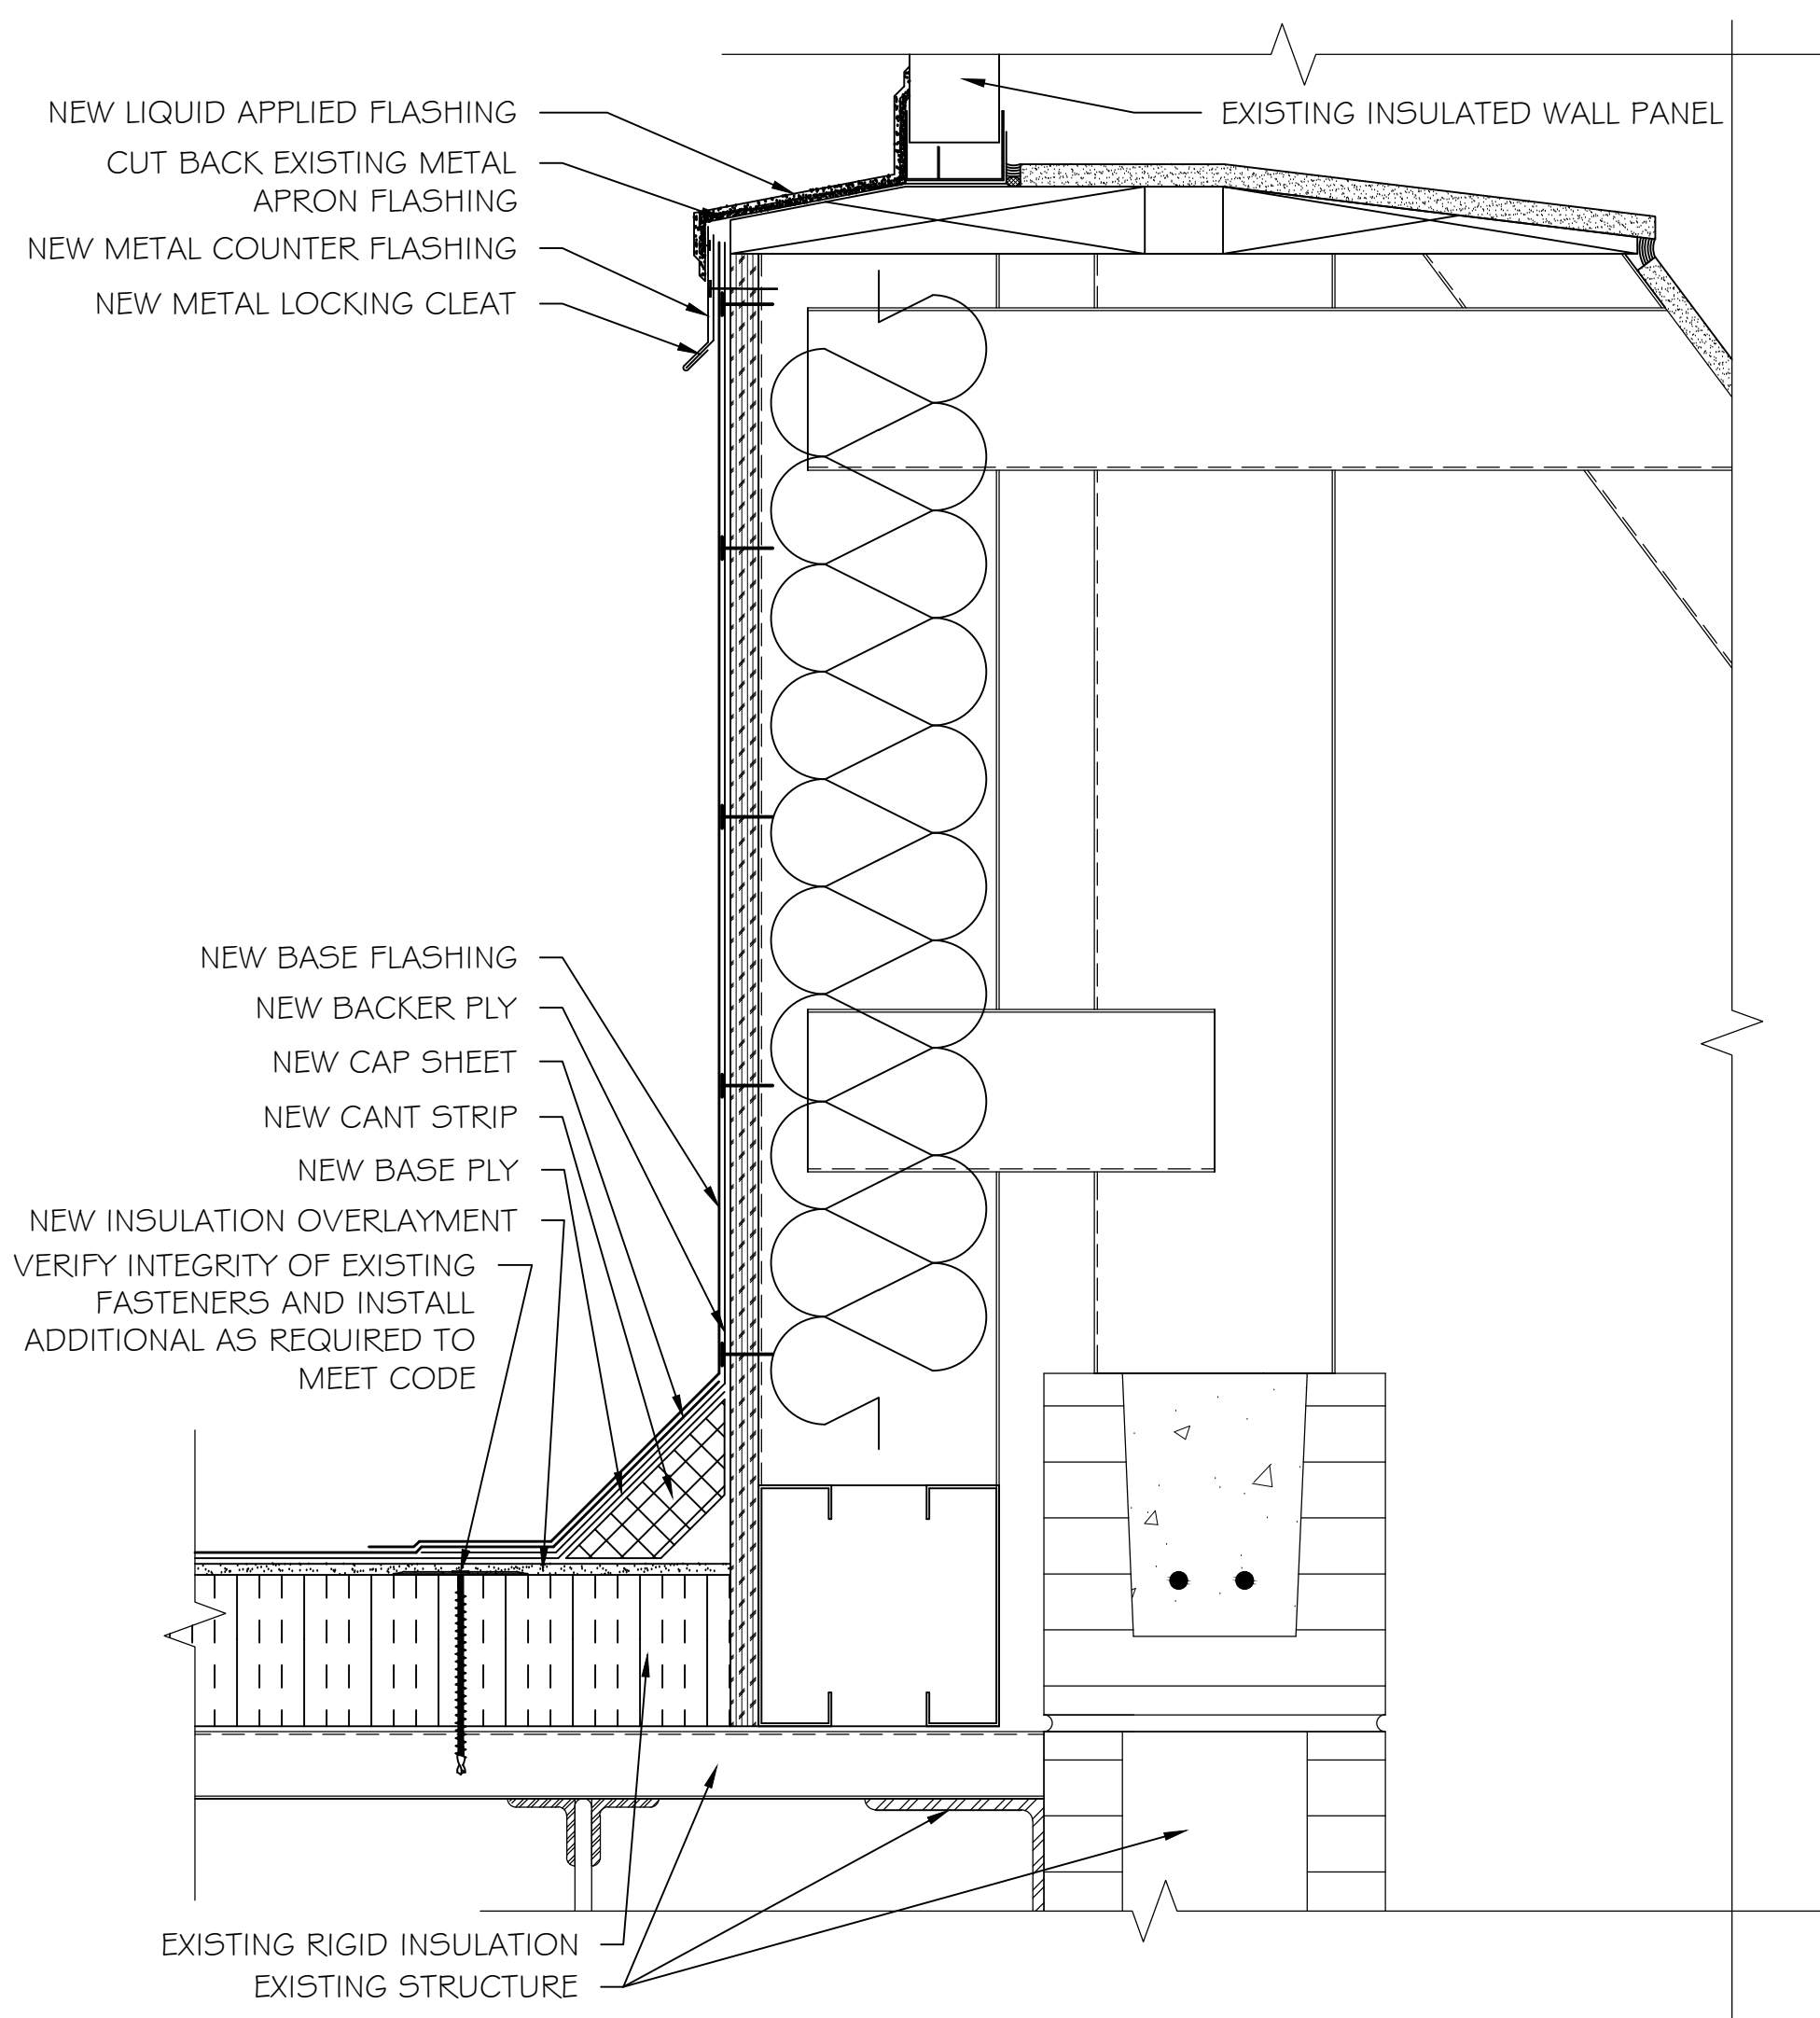 NEW LIQUID APPLIED FLASHING
EXISTING INSULATED WALL PANEL
CUT BACK EXISTING METAL
APRON FLASHING
NEW METAL COUNTER FLASHING
NEW METAL LOCKING CLEAT
NEW BASE FLASHING
NEW BACKER PLY
NEW CAP SHEET
NEW CANT STRIP
NEW BASE PLY
NEW INSULATION OVERLAYMENT
VERIFY INTEGRITY OF EXISTING
FASTENERS AND INSTALL
ADDITIONAL AS REQUIRED TO
MEET CODE
EXISTING RIGID INSULATION
EXISTING STRUCTURE